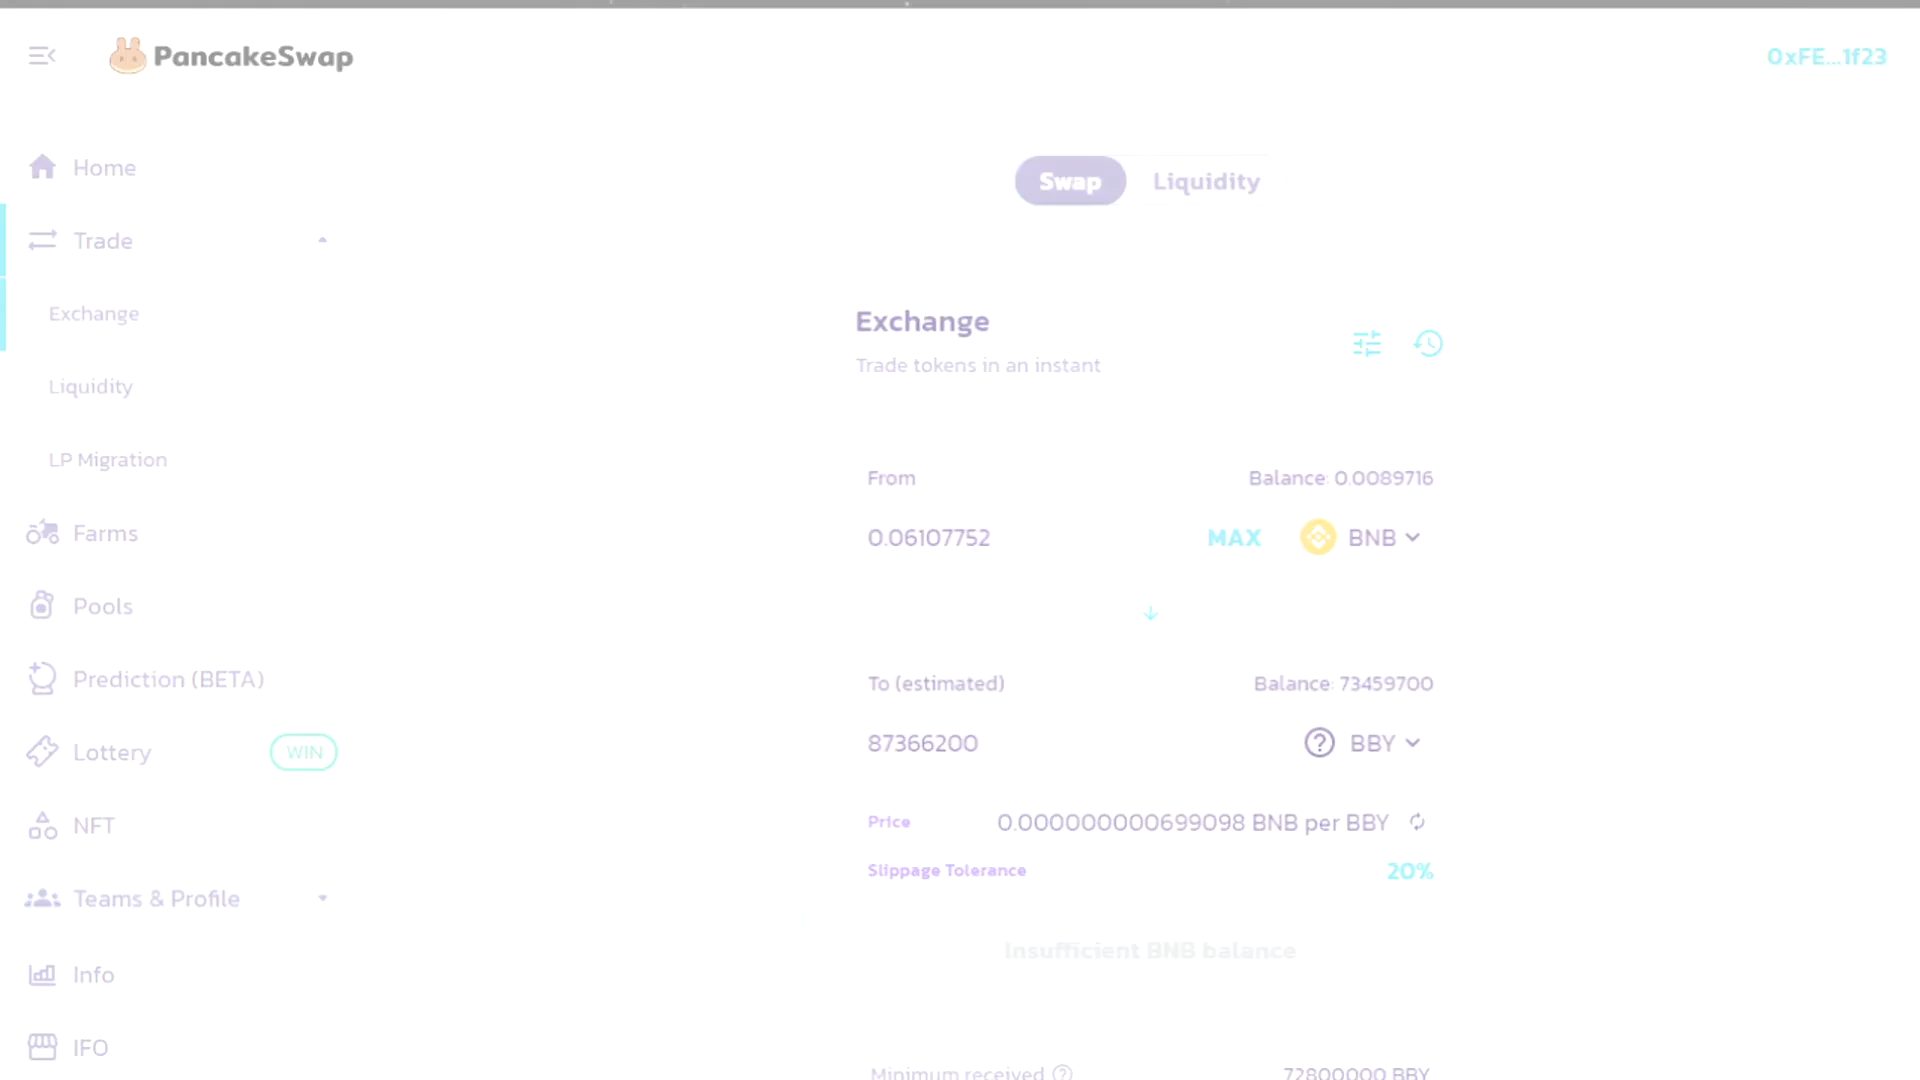 PancakeSwap
0xFE...1f23
Home
Trade
Exchange
Liquidity
LP Migration
Farms
Pools
Prediction (BETA)
Lottery
WIN
NFT
Teams & Profile
Info
IFO
Swap
Liquidity
Exchange
Trade tokens in an instant
From
Balance: 0.0089716
0.06107752
MAX
BNB
To (estimated)
Balance: 73459700
87366200
BBY
Price
0.000000000699098 BNB per BBY
Slippage Tolerance
20%
Insufficient BNB balance
Minimum received
72800000 BBY